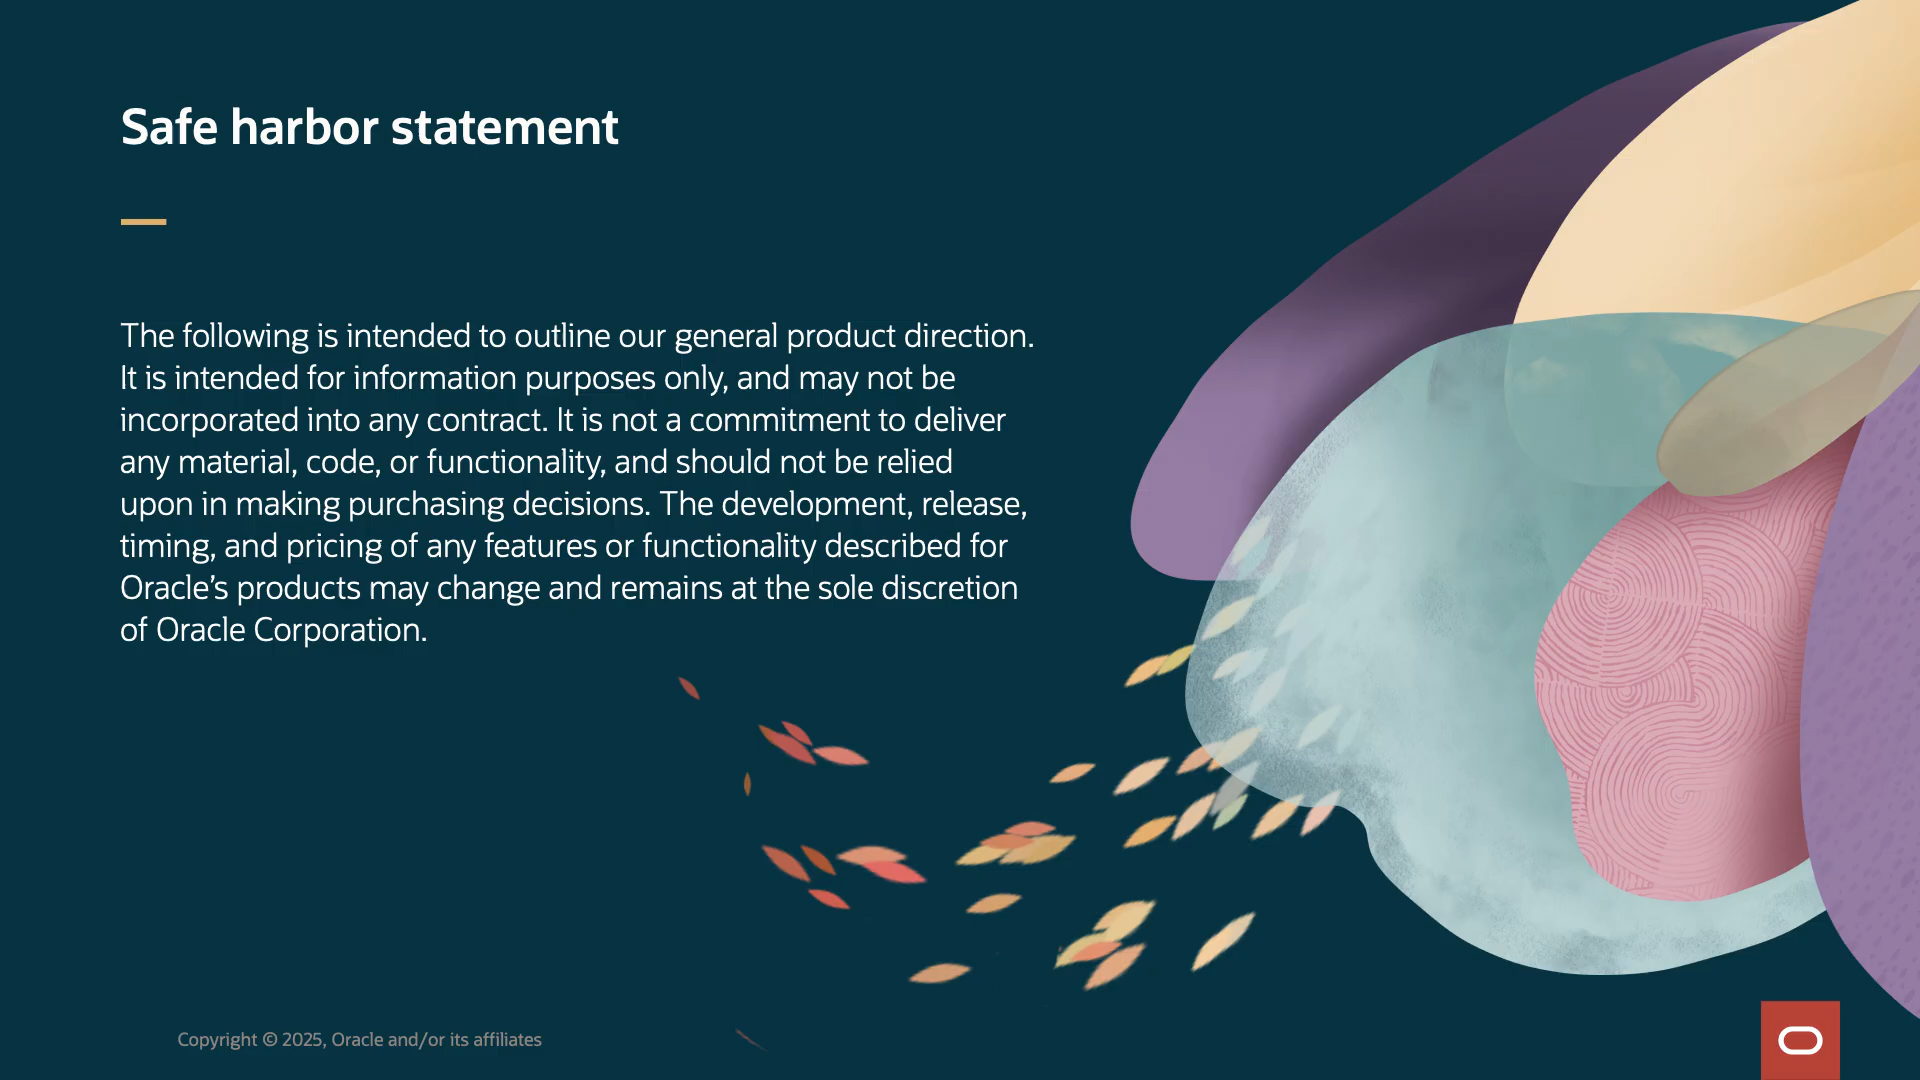 Safe harbor statement
The following is intended to outline our general product direction.
It is intended for information purposes only, and may not be
incorporated into any contract. It is not a commitment to deliver
any material, code, or functionality, and should not be relied
upon in making purchasing decisions. The development, release,
timing, and pricing of any features or functionality described for
Oracle’s products may change and remains at the sole discretion
of Oracle Corporation.
Copyright © 2025, Oracle and/or its affiliates